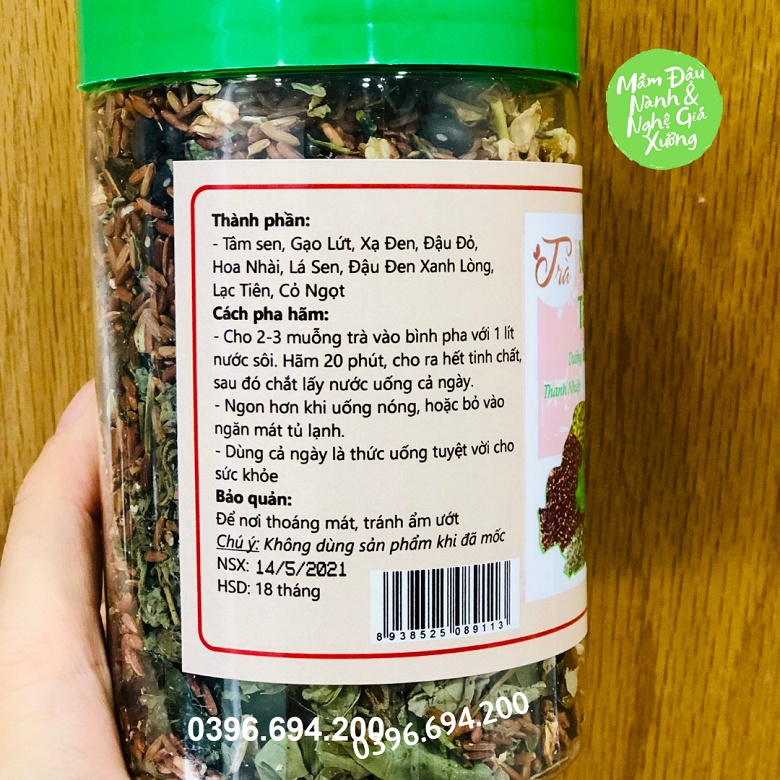 Mầm Đậu
Nành &
Nghệ Giá
Xưởng
Thành phần:
- Tâm sen, Gạo Lứt, Xạ Đen, Đậu Đỏ,
Hoa Nhài, Lá Sen, Đậu Đen Xanh Lòng,
Lạc Tiên, Cỏ Ngọt
Cách pha hãm:
- Cho 2-3 muỗng trà vào bình pha với 1 lít
nước sôi. Hãm 20 phút, cho ra hết tinh chất,
sau đó chắt lấy nước uống cả ngày.
- Ngon hơn khi uống nóng, hoặc bỏ vào
ngăn mát tủ lạnh.
- Dùng cả ngày là thức uống tuyệt vời cho
sức khỏe
Bảo quản:
Để nơi thoáng mát, tránh ẩm ướt
Chú ý: Không dùng sản phẩm khi đã mốc
NSX: 14/5/2021
HSD: 18 tháng
8 938525 089113
Trà
Thanh Nhiệt
0396.694.200
0396.694.200